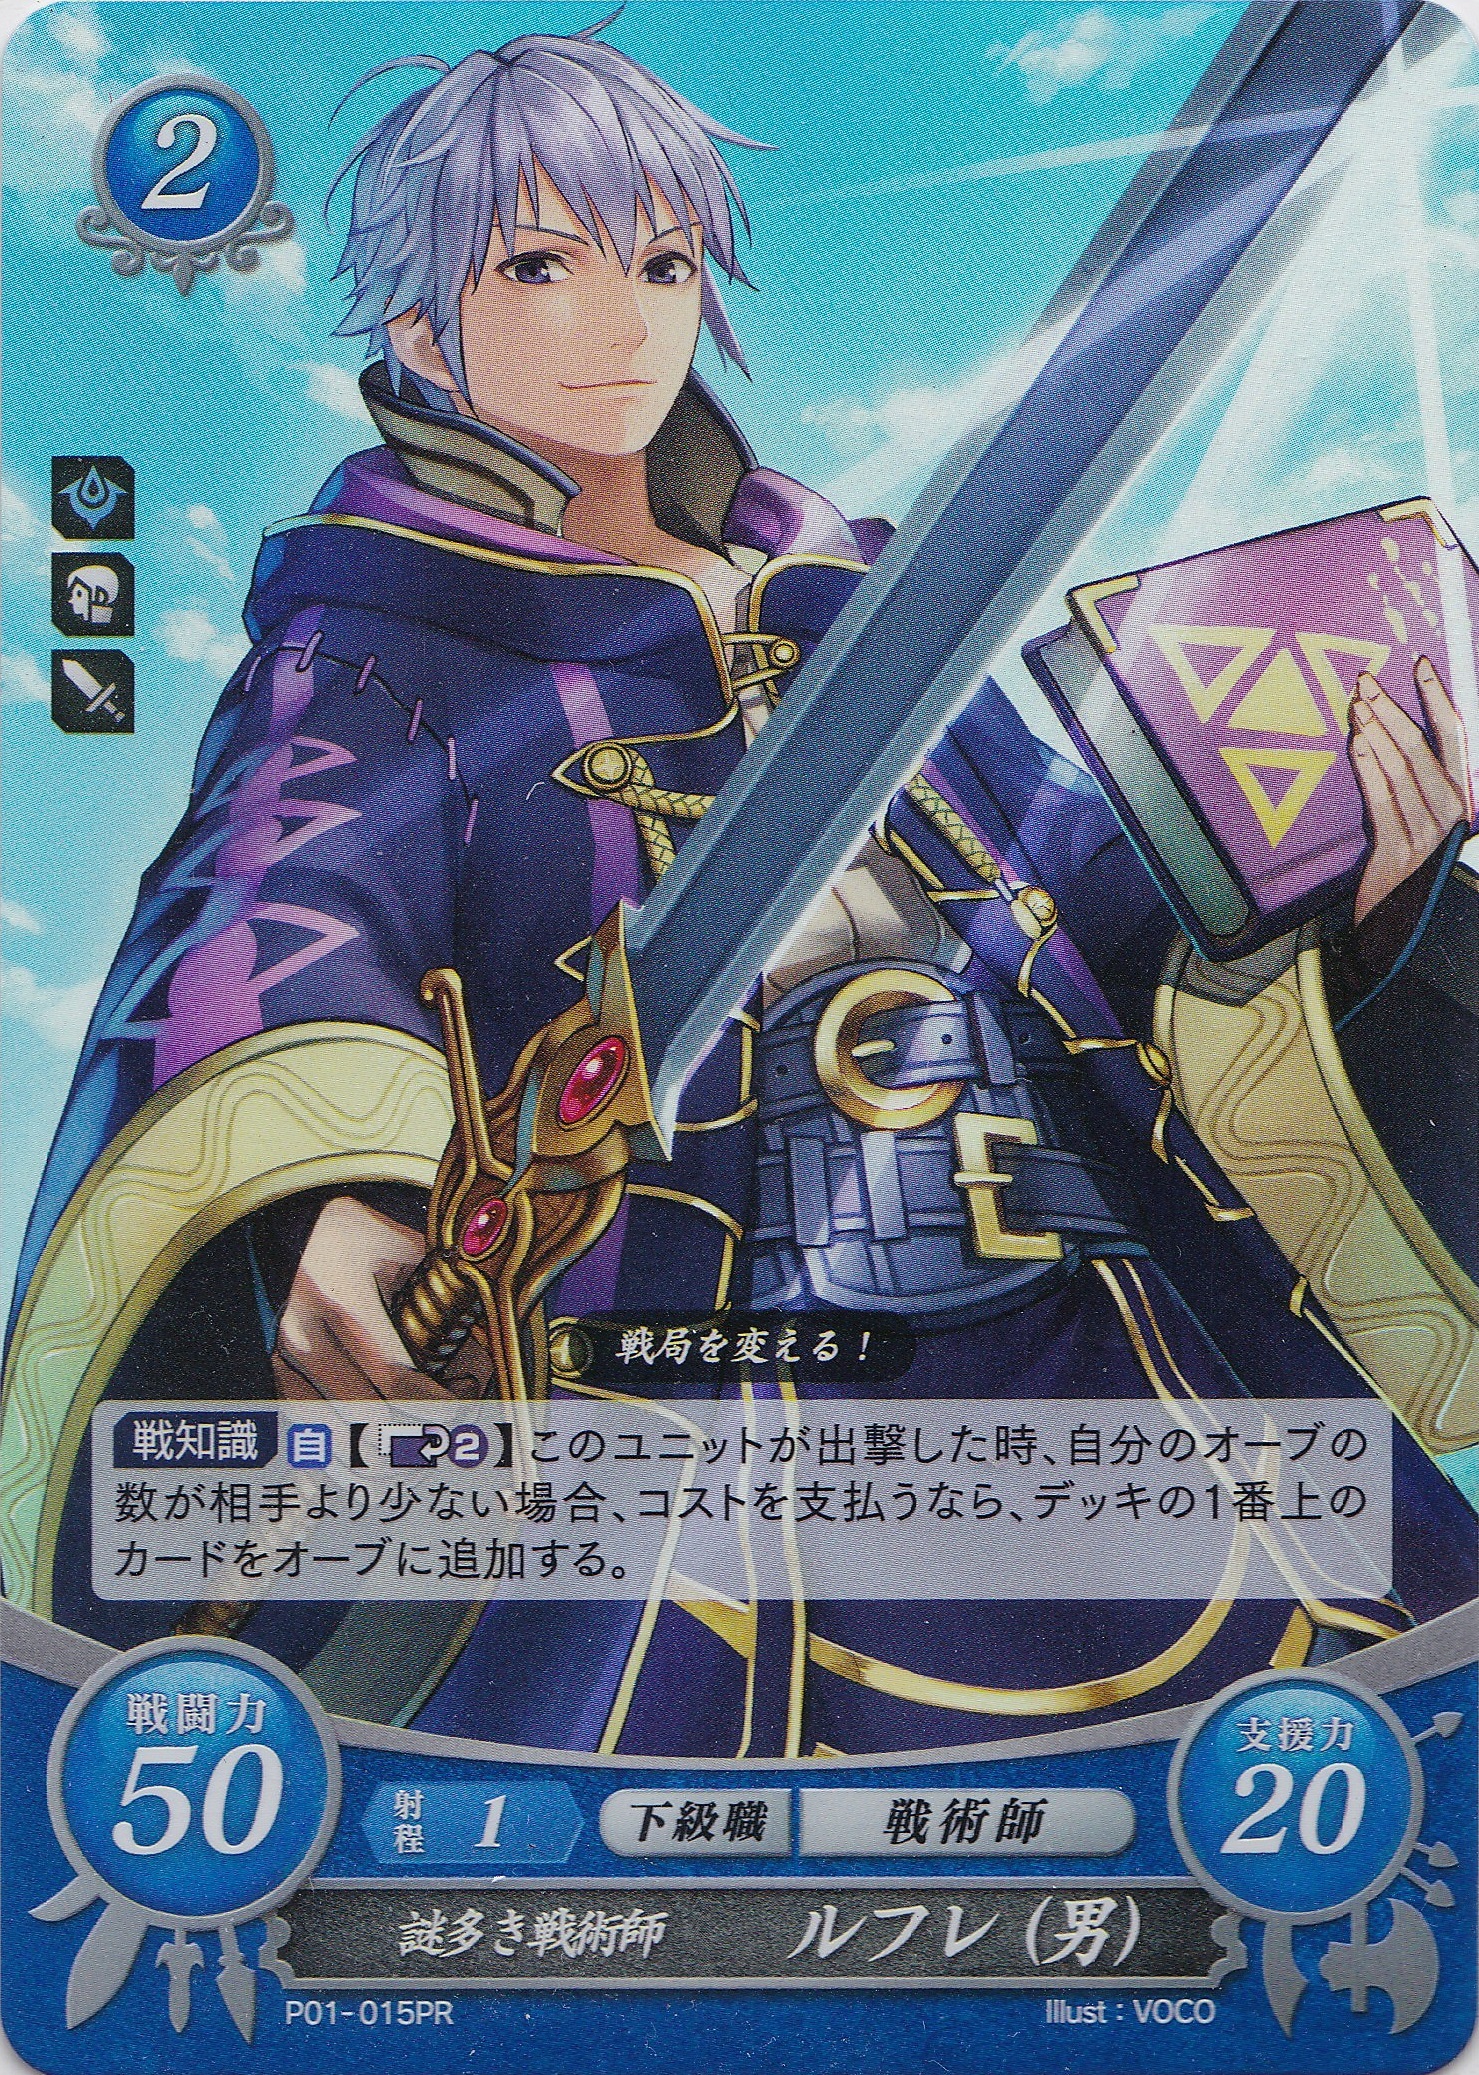 2
戦局を変える！
戦知識 自【2】このユニットが出撃した時、自分のオーブの
数が相手より少ない場合、コストを支払うなら、デッキの1番上の
カードをオーブに追加する。
戦闘力
50
射程 1
下級職 戦術師
支援力
20
謎多き戦術師 ルフレ（男）
P01-015PR
Illust：VOCO